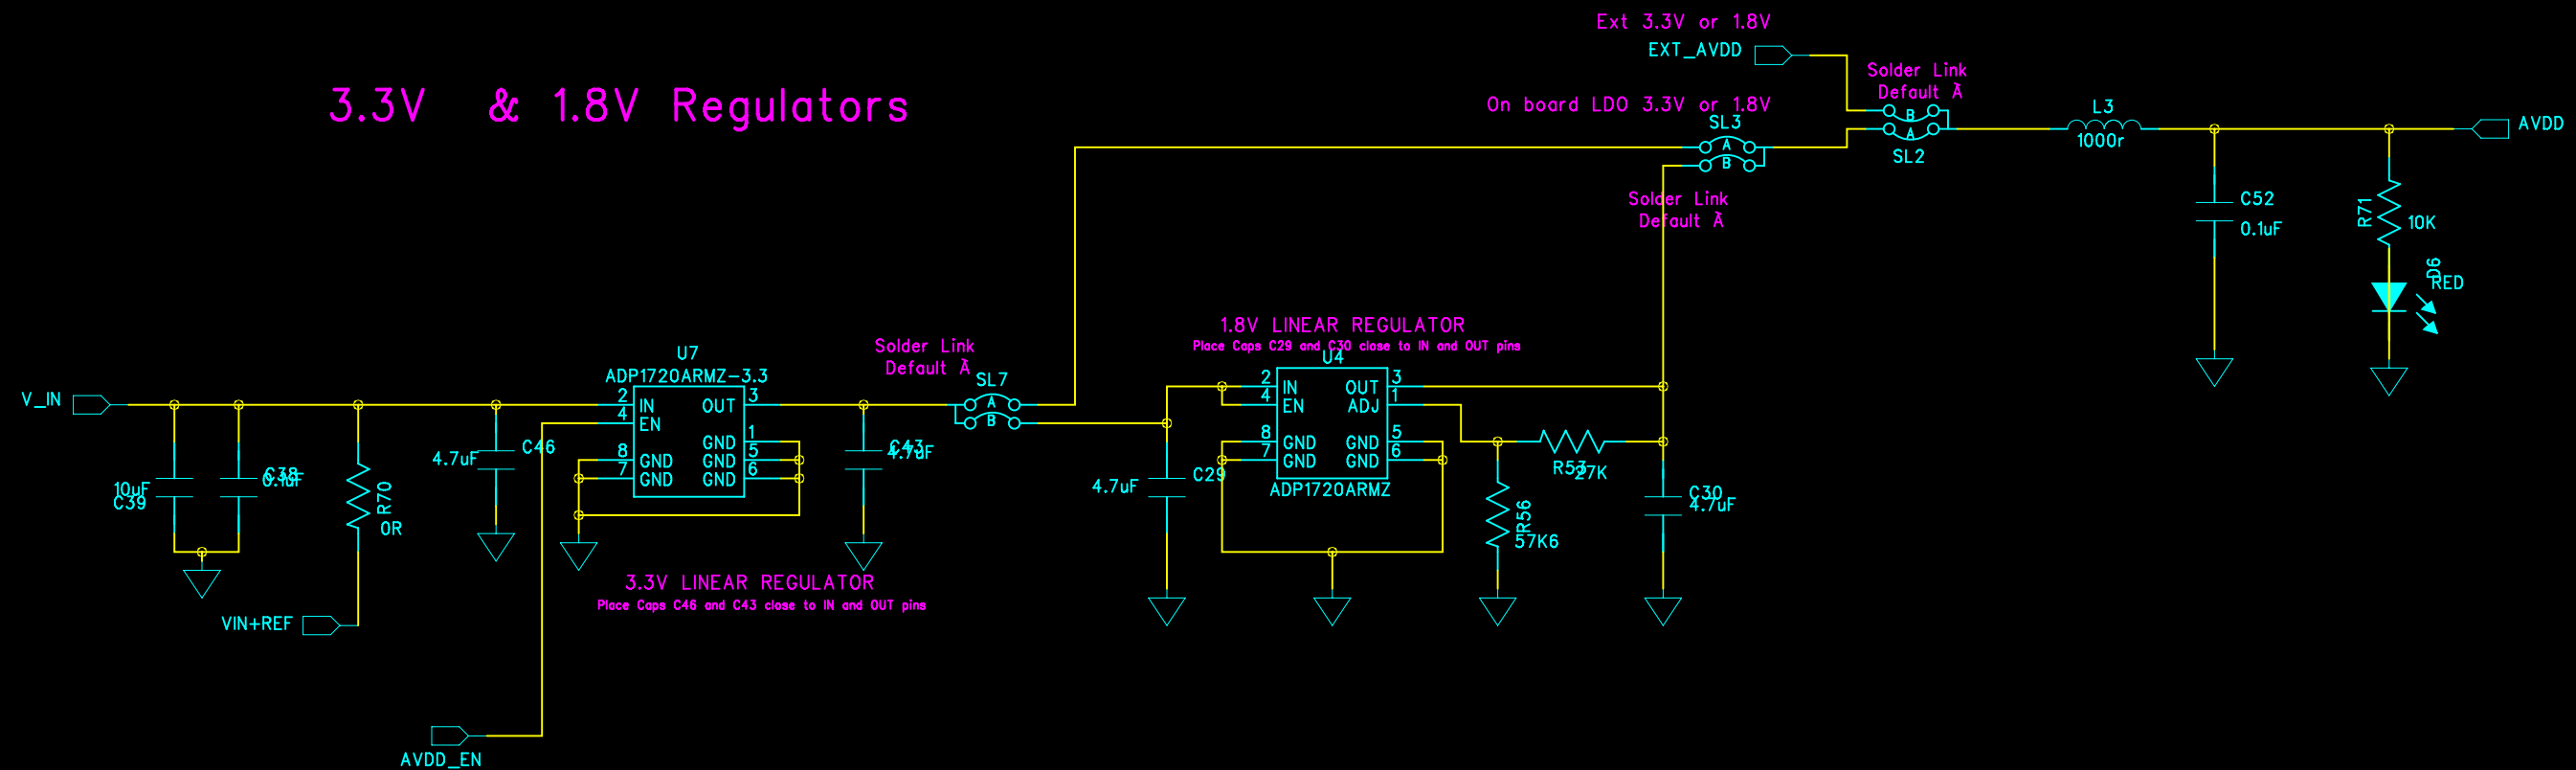 Ext 3.3V or 1.8V
EXT_AVDD
Solder Link
Default A
3.3V & 1.8V Regulators
On board LDO 3.3V or 1.8V
SL3
A
B
B
A
SL2
L3
1000r
AVDD
Solder Link
Default A
C52
0.1uF
R71
10K
D6
RED
1.8V LINEAR REGULATOR
Place Caps C29 and C30 close to IN and OUT pins
U4
Solder Link
Default A
SL7
A
B
U7
ADP1720ARMZ-3.3
V_IN
2 IN OUT 3
4 EN
GND 1
8 GND GND 5
7 GND GND 6
2 IN OUT 3
4 EN ADJ 1
8 GND GND 5
7 GND GND 6
ADP1720ARMZ
10uF
C39
C38
0.1uF
R70
0R
4.7uF
C46
C43
4.7uF
4.7uF
C29
R53
27K
R56
57K6
C30
4.7uF
3.3V LINEAR REGULATOR
Place Caps C46 and C43 close to IN and OUT pins
VIN+REF
AVDD_EN